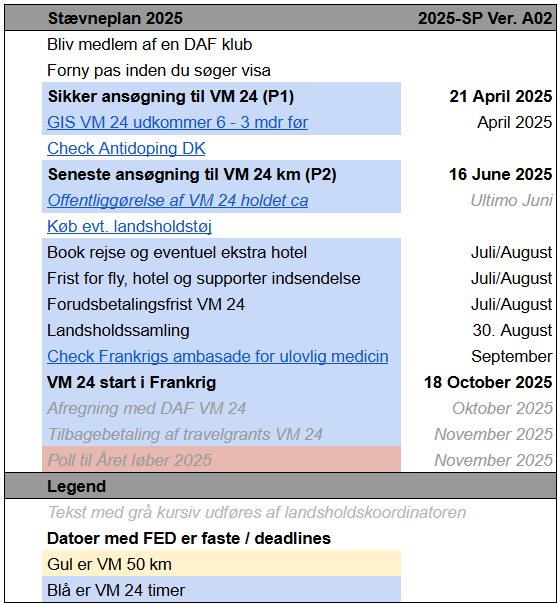 Stævneplan 2025 2025-SP Ver. A02
Bliv medlem af en DAF klub
Forny pas inden du søger visa
Sikker ansøgning til VM 24 (P1) 21 April 2025
GIS VM 24 udkommer 6 - 3 mdr før April 2025
Check Antidoping DK
Seneste ansøgning til VM 24 km (P2) 16 June 2025
Offentliggørelse af VM 24 holdet ca Ultimo Juni
Køb evt. landsholdstøj
Book rejse og eventuel ekstra hotel Juli/August
Frist for fly, hotel og supporter indsendelse Juli/August
Forudsbetalingsfrist VM 24 Juli/August
Landsholdssamling 30. August
Check Frankrigs ambasade for ulovlig medicin September
VM 24 start i Frankrig 18 October 2025
Afregning med DAF VM 24 Oktober 2025
Tilbagebetaling af travelgrants VM 24 November 2025
Poll til Året løber 2025 November 2025
Legend
Tekst med grå kursiv udføres af landsholdskoordinatoren
Datoer med FED er faste / deadlines
Gul er VM 50 km
Blå er VM 24 timer